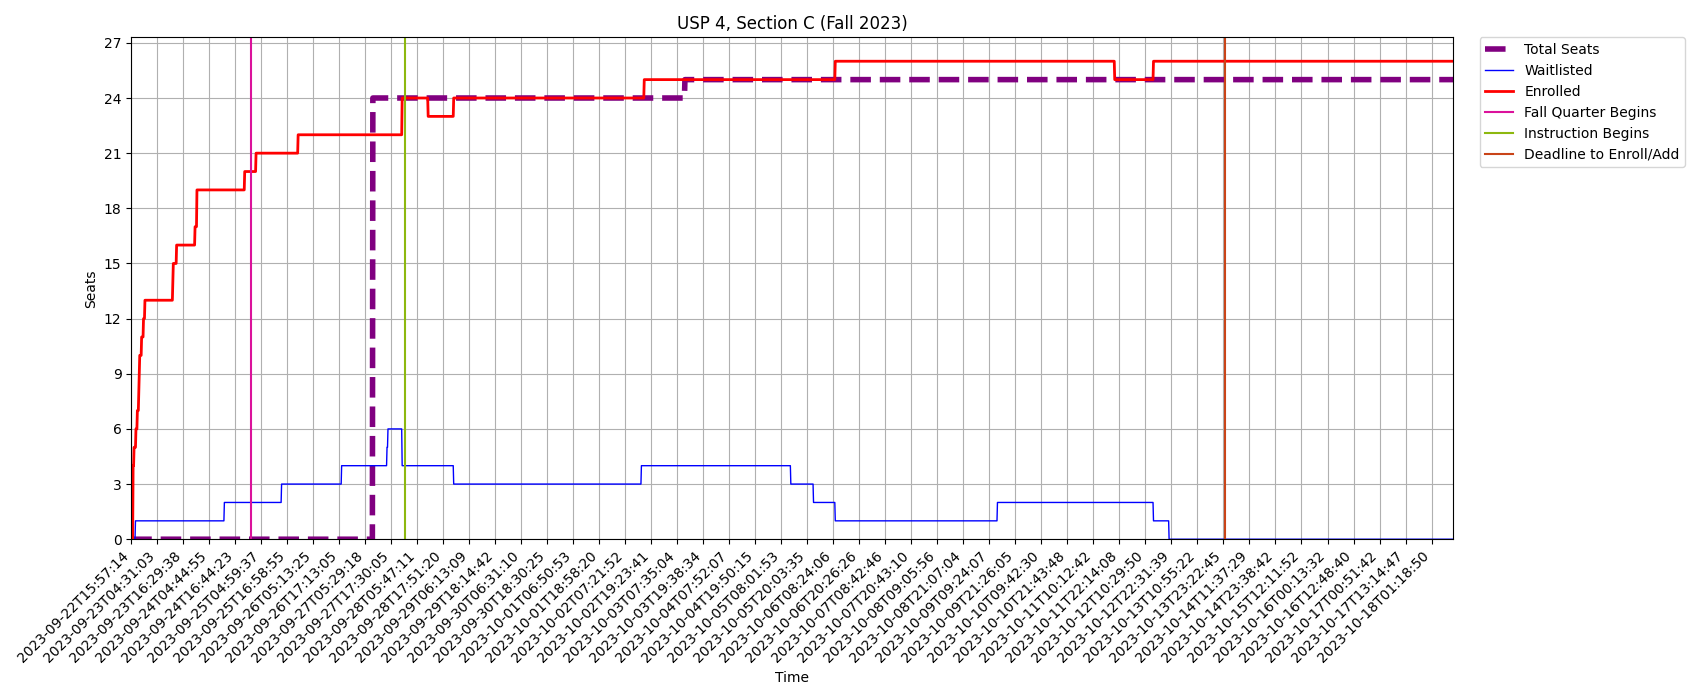 USP 4, Section C (Fall 2023)
Total Seats
Waitlisted
Enrolled
Fall Quarter Begins
Instruction Begins
Deadline to Enroll/Add
Seats
27
24
21
18
15
12
9
6
3
0
2023-09-22T15:57:14
2023-09-23T04:31:03
2023-09-23T16:29:38
2023-09-24T04:44:55
2023-09-24T16:44:23
2023-09-25T04:59:37
2023-09-25T16:58:55
2023-09-26T05:13:25
2023-09-26T17:13:05
2023-09-27T05:29:18
2023-09-27T17:30:05
2023-09-28T05:47:11
2023-09-28T17:51:20
2023-09-29T06:13:09
2023-09-29T18:14:42
2023-09-30T06:31:10
2023-09-30T18:30:25
2023-10-01T06:50:53
2023-10-01T18:58:20
2023-10-02T07:21:52
2023-10-02T19:23:41
2023-10-03T07:35:04
2023-10-03T19:38:34
2023-10-04T07:52:07
2023-10-04T19:50:15
2023-10-05T08:01:53
2023-10-05T20:03:35
2023-10-06T08:24:06
2023-10-06T20:26:26
2023-10-07T08:42:46
2023-10-07T20:43:10
2023-10-08T09:05:56
2023-10-08T21:07:04
2023-10-09T09:24:07
2023-10-09T21:26:05
2023-10-10T09:42:30
2023-10-10T21:43:48
2023-10-11T10:12:42
2023-10-11T22:14:08
2023-10-12T10:29:50
2023-10-12T22:31:39
2023-10-13T10:55:22
2023-10-13T23:22:45
2023-10-14T11:37:29
2023-10-14T23:38:42
2023-10-15T12:11:52
2023-10-16T00:13:32
2023-10-16T12:48:40
2023-10-17T00:51:42
2023-10-17T13:14:47
2023-10-18T01:18:50
Time